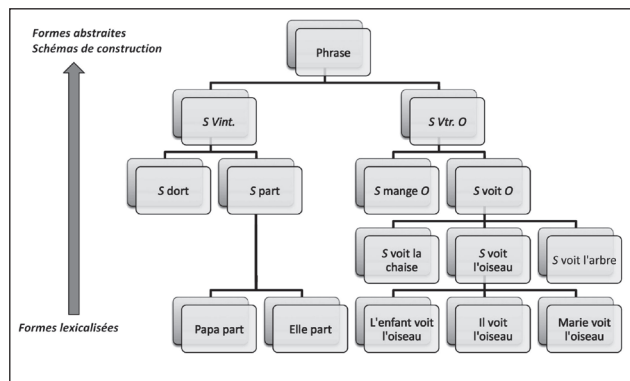 Formes abstraites
Schémas de construction
Phrase
S Vint.
S Vtr. O
S dort
S part
S mange O
S voit O
S voit la
chaise
S voit
l'oiseau
S voit l'arbre
Papa part
Elle part
L'enfant voit
l'oiseau
Il voit
l'oiseau
Marie voit
l'oiseau
Formes lexicalisées